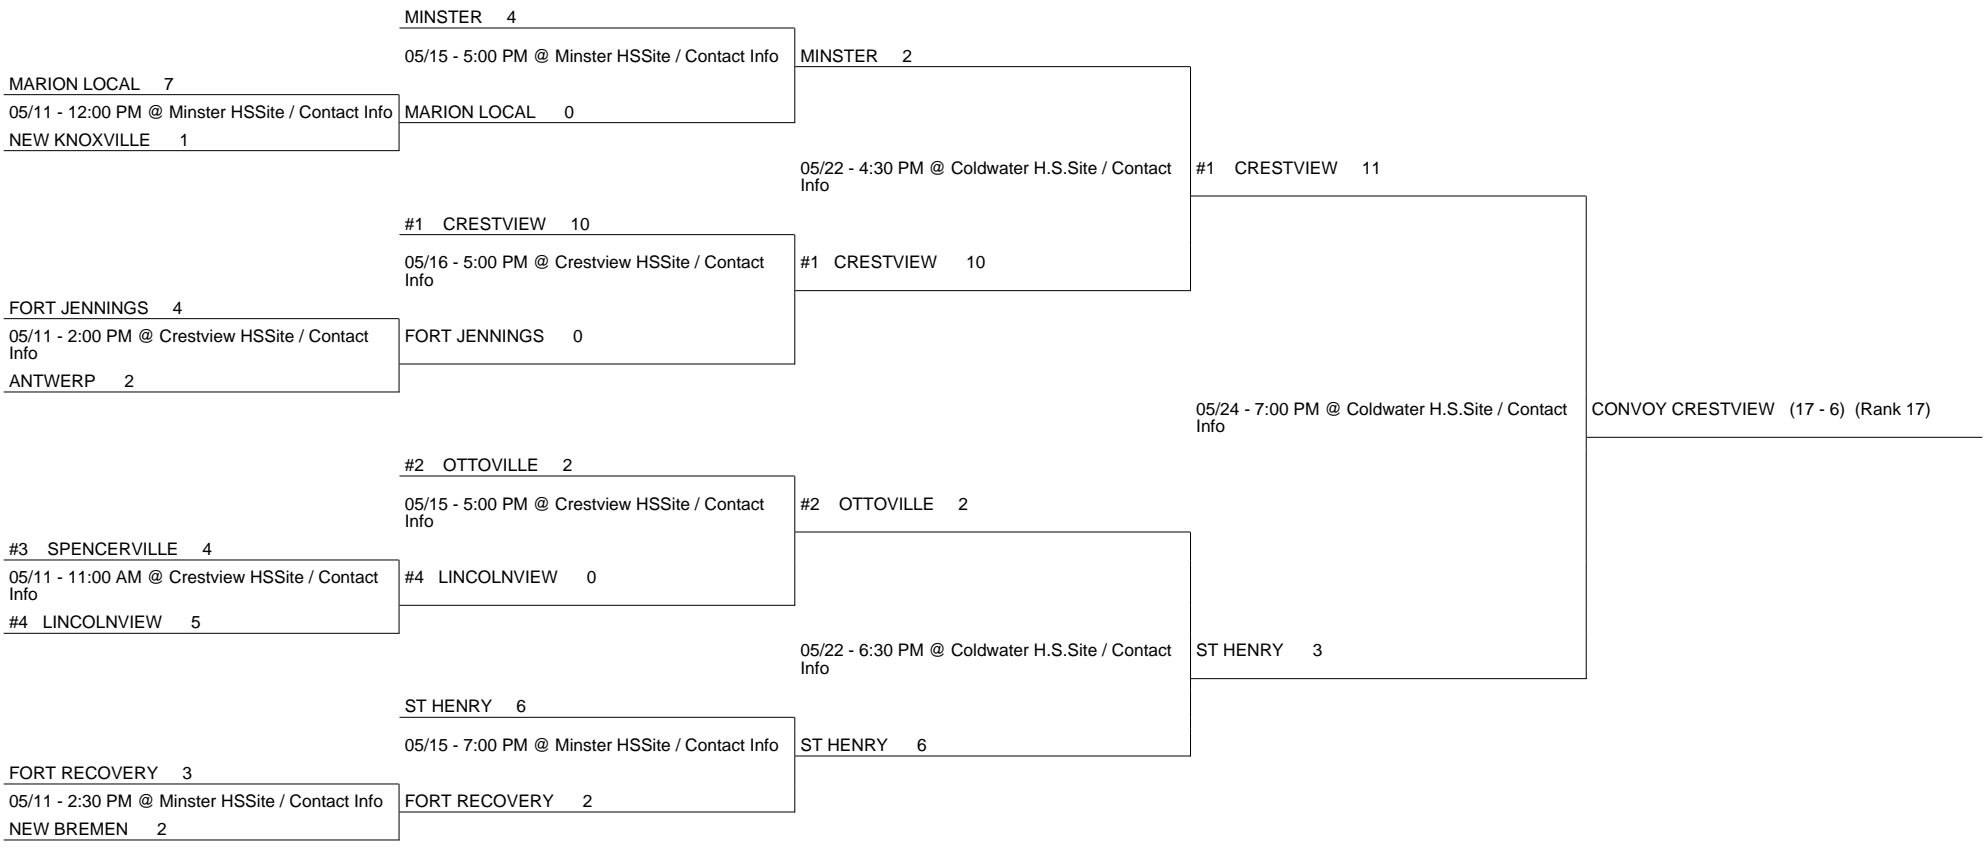 MINSTER 4
05/15 - 5:00 PM @ Minster HSSite / Contact Info
MINSTER 2
MARION LOCAL 7
05/11 - 12:00 PM @ Minster HSSite / Contact Info
MARION LOCAL 0
NEW KNOXVILLE 1
05/22 - 4:30 PM @ Coldwater H.S.Site / Contact
Info
#1 CRESTVIEW 11
#1 CRESTVIEW 10
05/16 - 5:00 PM @ Crestview HSSite / Contact
Info
#1 CRESTVIEW 10
FORT JENNINGS 4
05/11 - 2:00 PM @ Crestview HSSite / Contact
Info
FORT JENNINGS 0
ANTWERP 2
05/24 - 7:00 PM @ Coldwater H.S.Site / Contact
Info
CONVOY CRESTVIEW (17 - 6) (Rank 17)
#2 OTTOVILLE 2
05/15 - 5:00 PM @ Crestview HSSite / Contact
Info
#2 OTTOVILLE 2
#3 SPENCERVILLE 4
05/11 - 11:00 AM @ Crestview HSSite / Contact
Info
#4 LINCOLNVIEW 0
#4 LINCOLNVIEW 5
05/22 - 6:30 PM @ Coldwater H.S.Site / Contact
Info
ST HENRY 3
ST HENRY 6
05/15 - 7:00 PM @ Minster HSSite / Contact Info
ST HENRY 6
FORT RECOVERY 3
05/11 - 2:30 PM @ Minster HSSite / Contact Info
FORT RECOVERY 2
NEW BREMEN 2